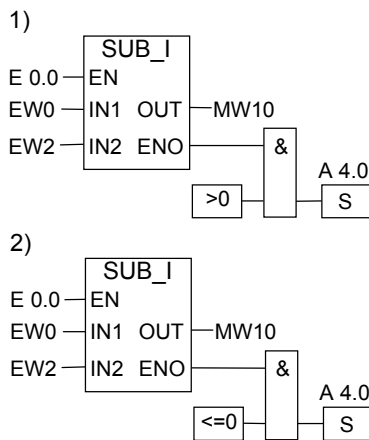 1)
SUB_I
E 0.0 EN
EW0 IN1 OUT MW10
EW2 IN2 ENO &
A 4.0
>0 S
2)
SUB_I
E 0.0 EN
EW0 IN1 OUT MW10
EW2 IN2 ENO &
A 4.0
<=0 S